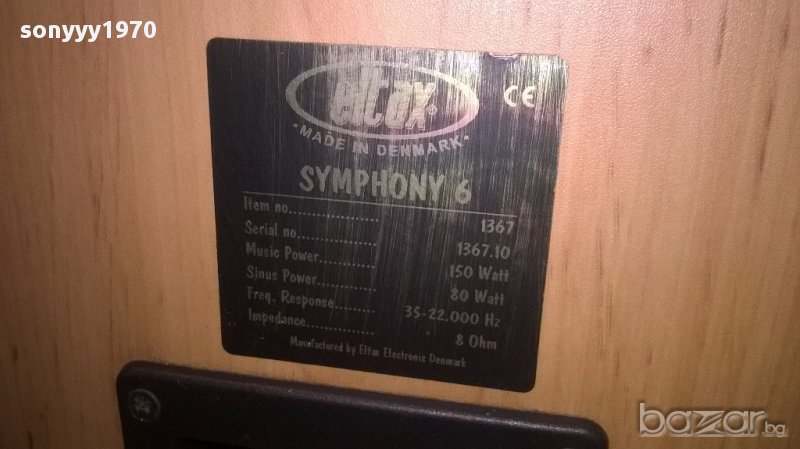 sonyyy1970
eltax®
CE
·MADE IN DENMARK·
SYMPHONY 6
Item no.................... 1367
Serial no.................... 1367.10
Music Power.............. 150 Watt
Sinus Power.............. 80 Watt
Freq. Response......... 35-22.000 Hz
Impedance................ 8 Ohm
Manufactured by Eltax Electronic Denmark
bazar.bg